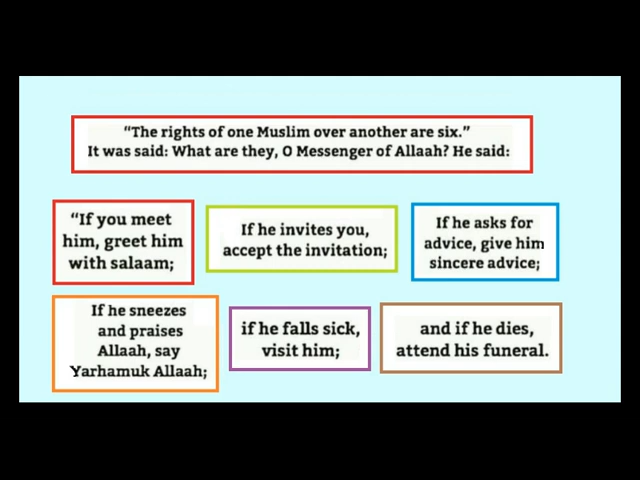 “The rights of one Muslim over another are six.”
It was said: What are they, O Messenger of Allaah? He said:
“If you meet
him, greet him
with salaam;
If he invites you,
accept the invitation;
If he asks for
advice, give him
sincere advice;
If he sneezes
and praises
Allaah, say
Yarhamuk Allaah;
if he falls sick,
visit him;
and if he dies,
attend his funeral.